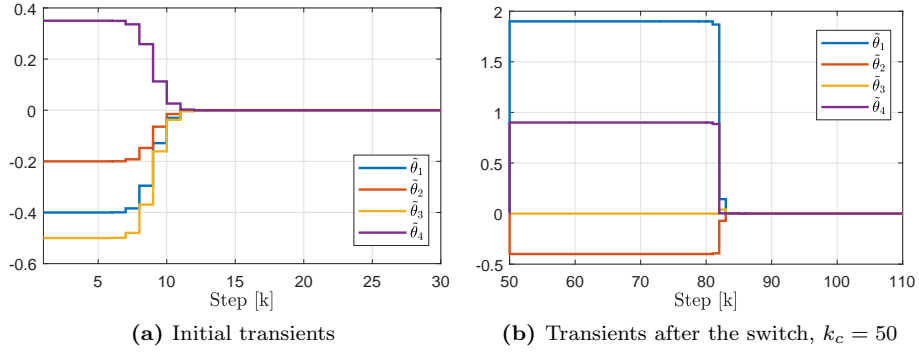 0.4
0.2
0
-0.2
-0.4
-0.6
5 10 15 20 25 30
Step [k]
θ̃₁
θ̃₂
θ̃₃
θ̃₄
(a) Initial transients
2
1.5
1
0.5
0
-0.5
50 60 70 80 90 100 110
Step [k]
θ̃₁
θ̃₂
θ̃₃
θ̃₄
(b) Transients after the switch, k_c = 50